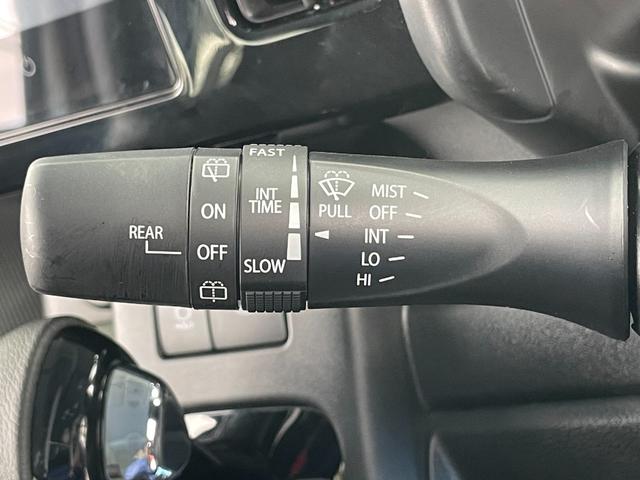 FAST
INT
TIME
SLOW
REAR
ON
OFF
PULL
MIST
OFF
INT
LO
HI